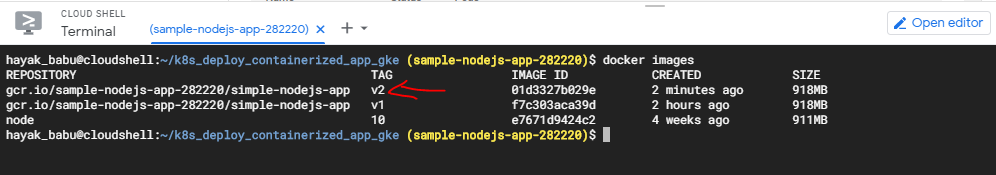 CLOUD SHELL
Terminal
(sample-nodejs-app-282220)
Open editor
hayak_babu@cloudshell:~/k8s_deploy_containerized_app_gke (sample-nodejs-app-282220)$ docker images
REPOSITORY TAG IMAGE ID CREATED SIZE
gcr.io/sample-nodejs-app-282220/simple-nodejs-app v2 01d3327b029e 2 minutes ago 918MB
gcr.io/sample-nodejs-app-282220/simple-nodejs-app v1 f7c303aca39d 2 hours ago 918MB
node 10 e7671d9424c2 4 weeks ago 911MB
hayak_babu@cloudshell:~/k8s_deploy_containerized_app_gke (sample-nodejs-app-282220)$